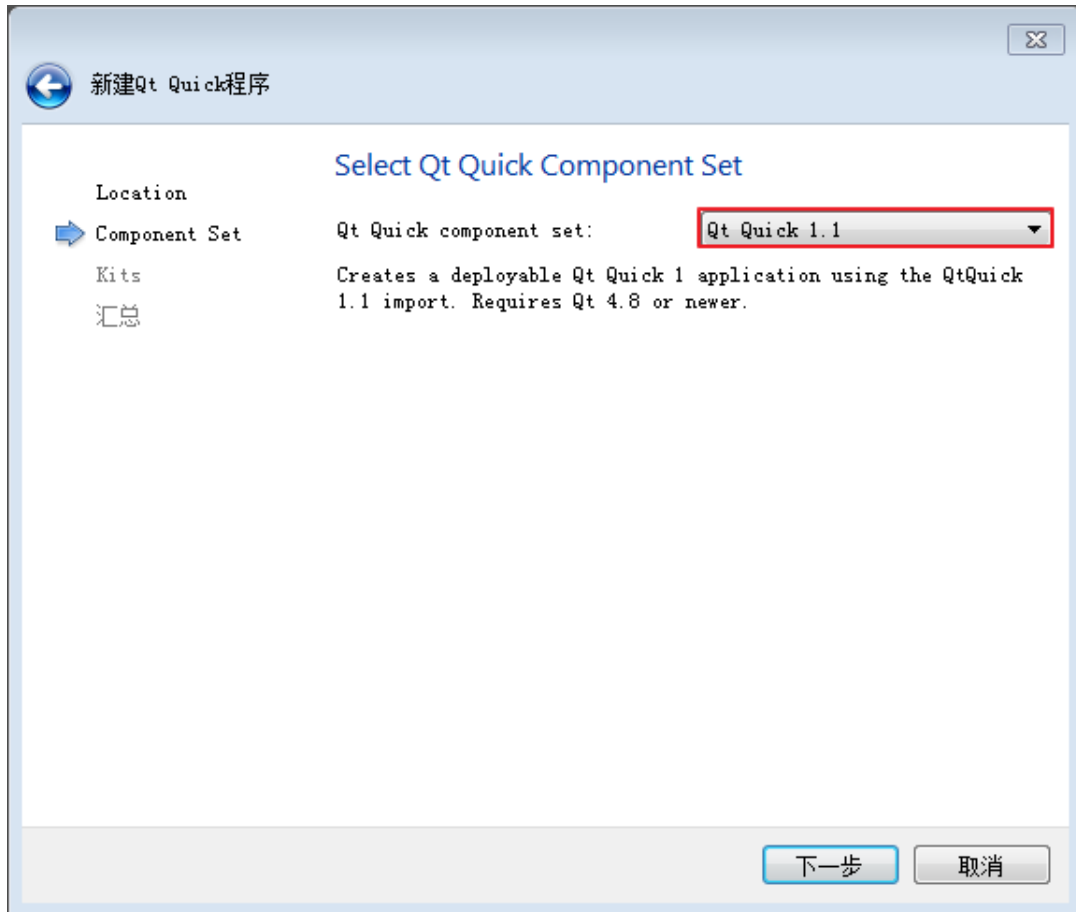 新建Qt Quick程序
Location
Component Set
Kits
汇总
Select Qt Quick Component Set
Qt Quick component set:
Qt Quick 1.1
Creates a deployable Qt Quick 1 application using the QtQuick
1.1 import. Requires Qt 4.8 or newer.
下一步
取消